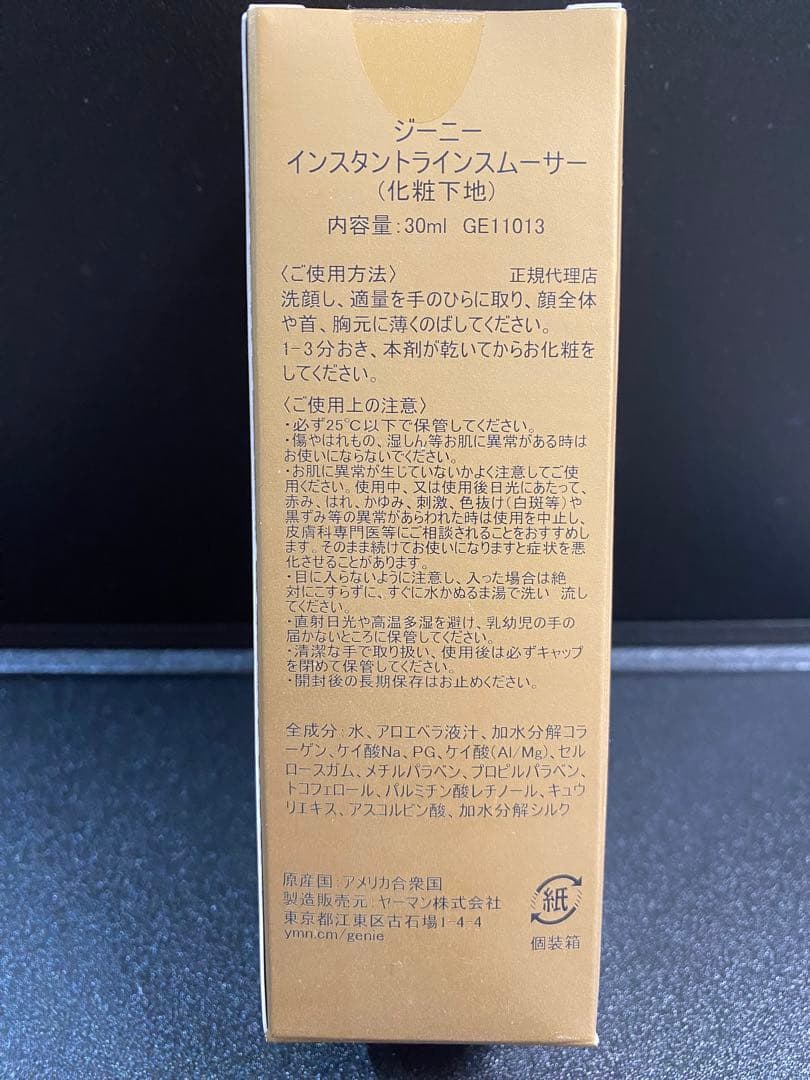 ジーニー
インスタントラインスムーサー
(化粧下地)
内容量:30ml GE11013
〈ご使用方法〉 正規代理店
洗顔し、適量を手のひらに取り、顔全体
や首、胸元に薄くのばしてください。
1-3分おき、本剤が乾いてからお化粧を
してください。
〈ご使用上の注意〉
・必ず25℃以下で保管してください。
・傷やはれもの、湿しん等お肌に異常がある時は
お使いにならないでください。
・お肌に異常が生じていないかよく注意してご使
用ください。使用中、又は使用後日光にあたって、
赤み、はれ、かゆみ、刺激、色抜け(白斑等)や
黒ずみ等の異常があらわれた時は使用を中止し、
皮膚科専門医等にご相談されることをおすすめし
ます。そのまま続けてお使いになりますと症状を悪
化させることがあります。
・目に入らないように注意し、入った場合は絶
対にこすらずに、すぐに水かぬるま湯で洗い 流し
てください。
・直射日光や高温多湿を避け、乳幼児の手の
届かないところに保管してください。
・清潔な手で取り扱い、使用後は必ずキャップ
を閉めて保管してください。
・開封後の長期保存はお止めください。
全成分:水、アロエベラ液汁、加水分解コラ
ーゲン、ケイ酸Na、PG、ケイ酸(Al/Mg)、セル
ロースガム、メチルパラベン、プロピルパラベン、
トコフェロール、パルミチン酸レチノール、キュウ
リエキス、アスコルビン酸、加水分解シルク
原産国:アメリカ合衆国
製造販売元:ヤーマン株式会社
東京都江東区古石場1-4-4
ymn.cm/genie
紙
個装箱